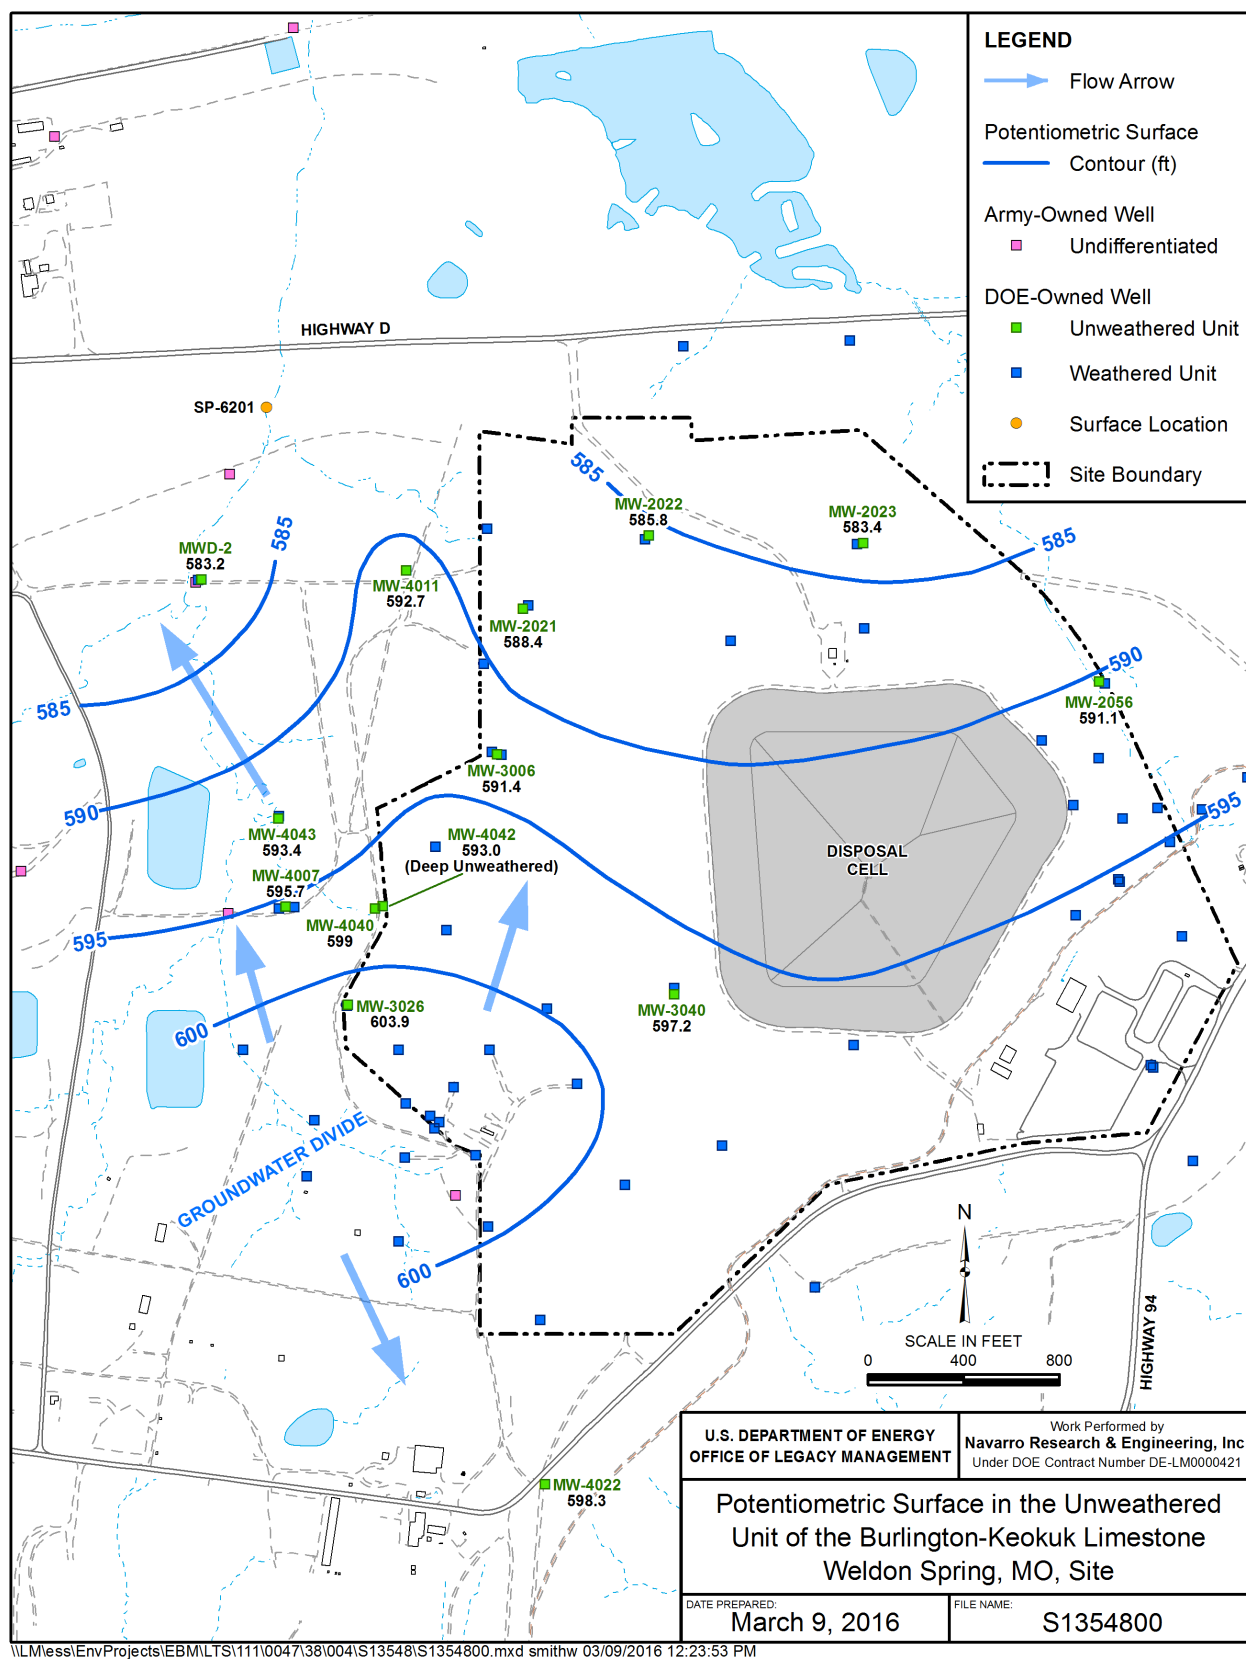 LEGEND
Flow Arrow
Potentiometric Surface
Contour (ft)
Army-Owned Well
Undifferentiated
DOE-Owned Well
Unweathered Unit
Weathered Unit
Surface Location
Site Boundary
HIGHWAY D
SP-6201
585
MW-2022
585.8
MW-2023
583.4
585
585
MWD-2
583.2
MW-4011
592.7
MW-2021
588.4
590
MW-2056
591.1
585
MW-3006
591.4
590
595
MW-4043
593.4
MW-4042
593.0
(Deep Unweathered)
DISPOSAL
CELL
MW-4007
595.7
MW-4040
599
595
MW-3026
603.9
MW-3040
597.2
600
GROUNDWATER DIVIDE
600
N
SCALE IN FEET
0 400 800
HIGHWAY 94
MW-4022
598.3
U.S. DEPARTMENT OF ENERGY
OFFICE OF LEGACY MANAGEMENT
Work Performed by
Navarro Research & Engineering, Inc
Under DOE Contract Number DE-LM0000421
Potentiometric Surface in the Unweathered
Unit of the Burlington-Keokuk Limestone
Weldon Spring, MO, Site
DATE PREPARED:
March 9, 2016
FILE NAME:
S1354800
\\LM\ess\EnvProjects\EBM\LTS\111\0047\38\004\S13548\S1354800.mxd smithw 03/09/2016 12:23:53 PM